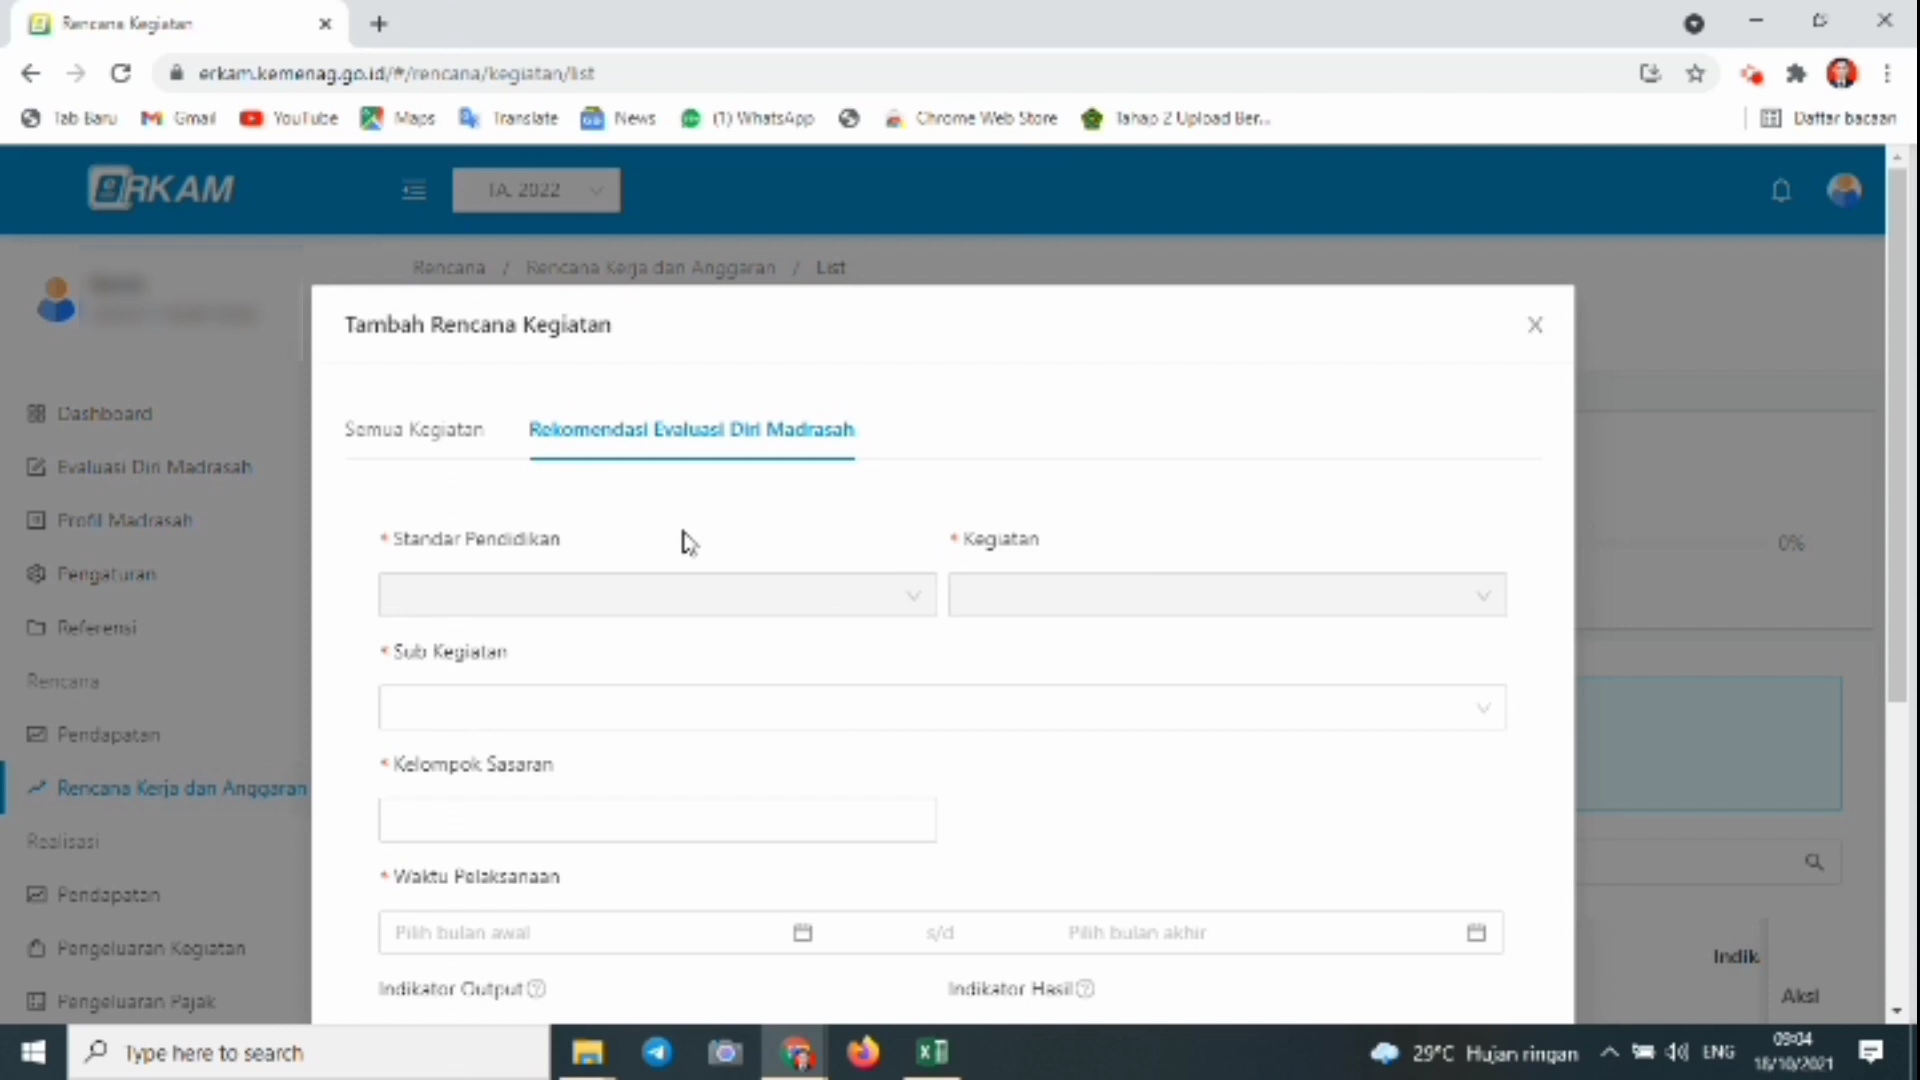 Rencana Kegiatan
erkam.kemenag.go.id/#/rencana/kegiatan/list
Tab Baru
Gmail
YouTube
Maps
Translate
News
(1) WhatsApp
Chrome Web Store
Tahap 2 Upload Ber...
Daftar bacaan
eRKAM
TA. 2022
Rencana / Rencana Kerja dan Anggaran / List
Tambah Rencana Kegiatan
Semua Kegiatan
Rekomendasi Evaluasi Diri Madrasah
* Standar Pendidikan
* Kegiatan
* Sub Kegiatan
* Kelompok Sasaran
* Waktu Pelaksanaan
Pilih bulan awal
s/d
Pilih bulan akhir
Indikator Output
Indikator Hasil
Dashboard
Evaluasi Diri Madrasah
Profil Madrasah
Pengaturan
Referensi
Rencana
Pendapatan
Rencana Kerja dan Anggaran
Realisasi
Pendapatan
Pengeluaran Kegiatan
Pengeluaran Pajak
0%
Indik
Aksi
Type here to search
29°C Hujan ringan
ENG
09:04
18/10/2021